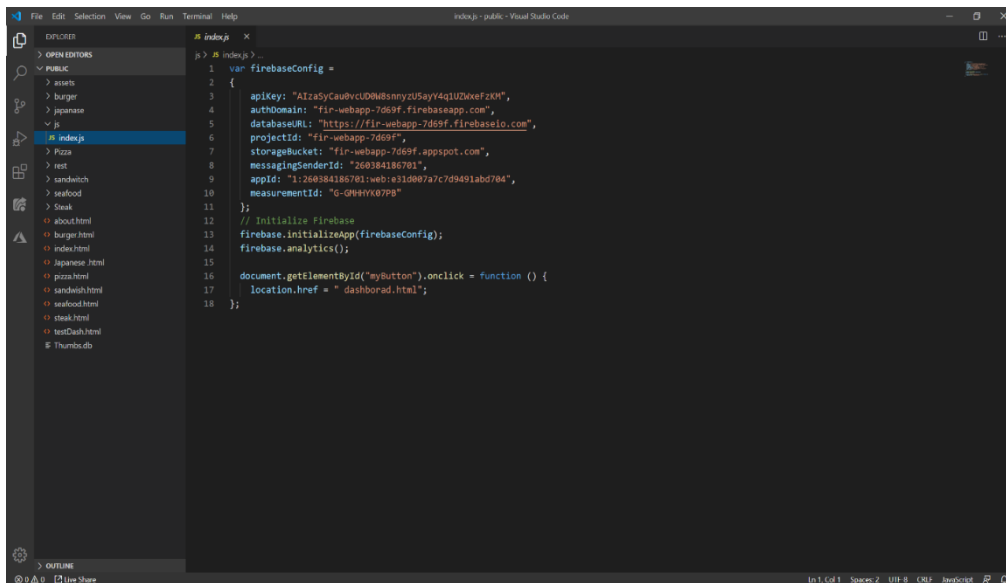 File Edit Selection View Go Run Terminal Help
index.js - public - Visual Studio Code
EXPLORER
OPEN EDITORS
PUBLIC
assets
burger
japanase
js
JS index.js
Pizza
rest
sandwitch
seafood
Steak
about.html
burger.html
index.html
Japanese .html
pizza.html
sandwish.html
seafood.html
steak.html
testDash.html
Thumbs.db
OUTLINE
JS index.js ×
js > JS index.js > ...
1 var firebaseConfig =
2 {
3 apiKey: "AIzaSyCau0vcUD0W8snnyzU5ayY4q1UZWxeFzKM",
4 authDomain: "fir-webapp-7d69f.firebaseapp.com",
5 databaseURL: "https://fir-webapp-7d69f.firebaseio.com",
6 projectId: "fir-webapp-7d69f",
7 storageBucket: "fir-webapp-7d69f.appspot.com",
8 messagingSenderId: "260384186701",
9 appId: "1:260384186701:web:e31d007a7c7d9491abd704",
10 measurementId: "G-GMHHYK07PB"
11 };
12 // Initialize Firebase
13 firebase.initializeApp(firebaseConfig);
14 firebase.analytics();
15
16 document.getElementById("myButton").onclick = function () {
17 location.href = " dashborad.html";
18 };
0 0 Live Share
Ln 1, Col 1 Spaces: 2 UTF-8 CRLF JavaScript